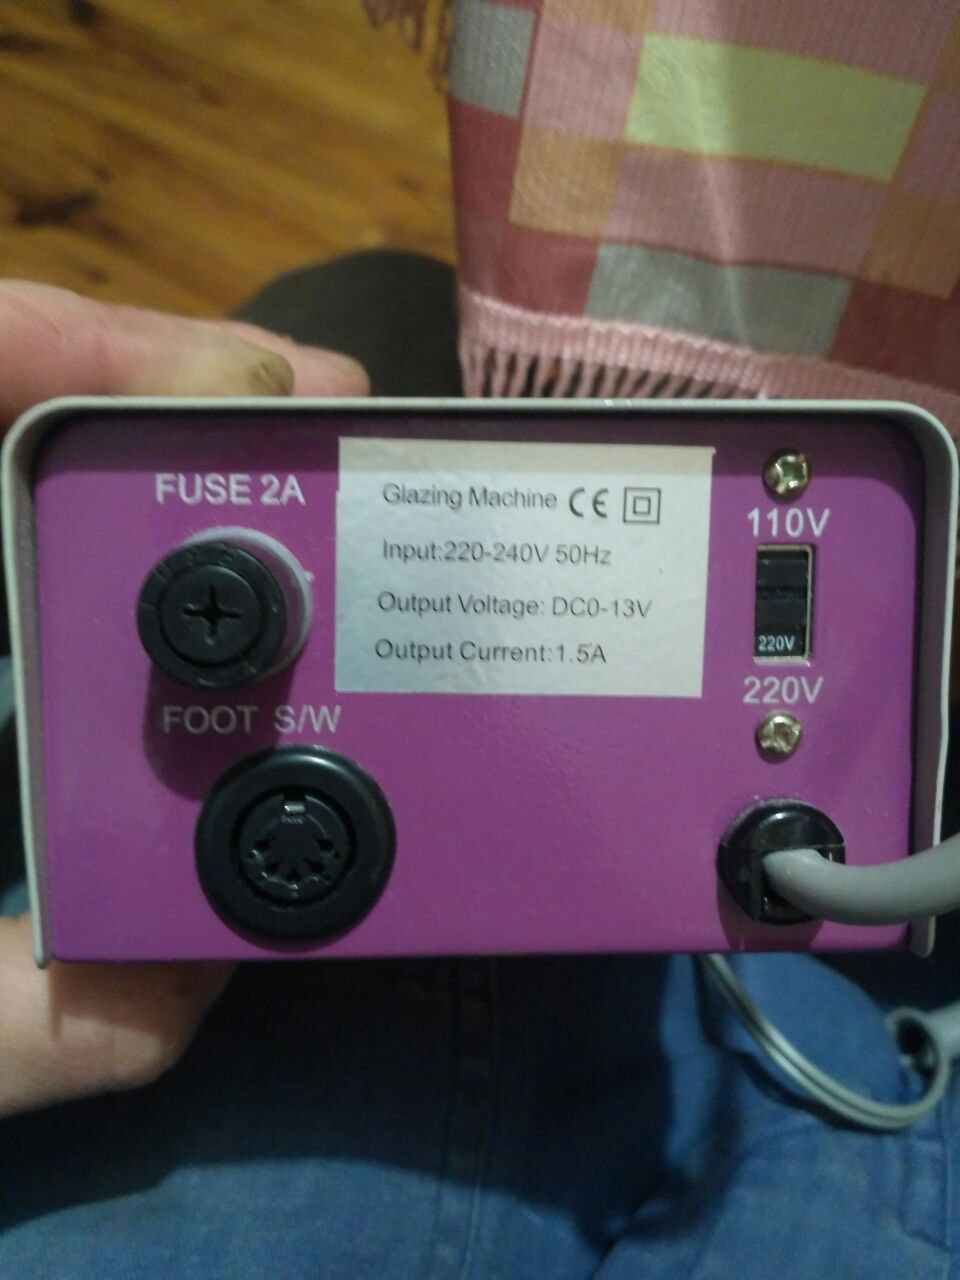 FUSE 2A
Glazing Machine CE
Input:220-240V 50Hz
Output Voltage: DC0-13V
Output Current:1.5A
110V
220V
220V
FOOT S/W